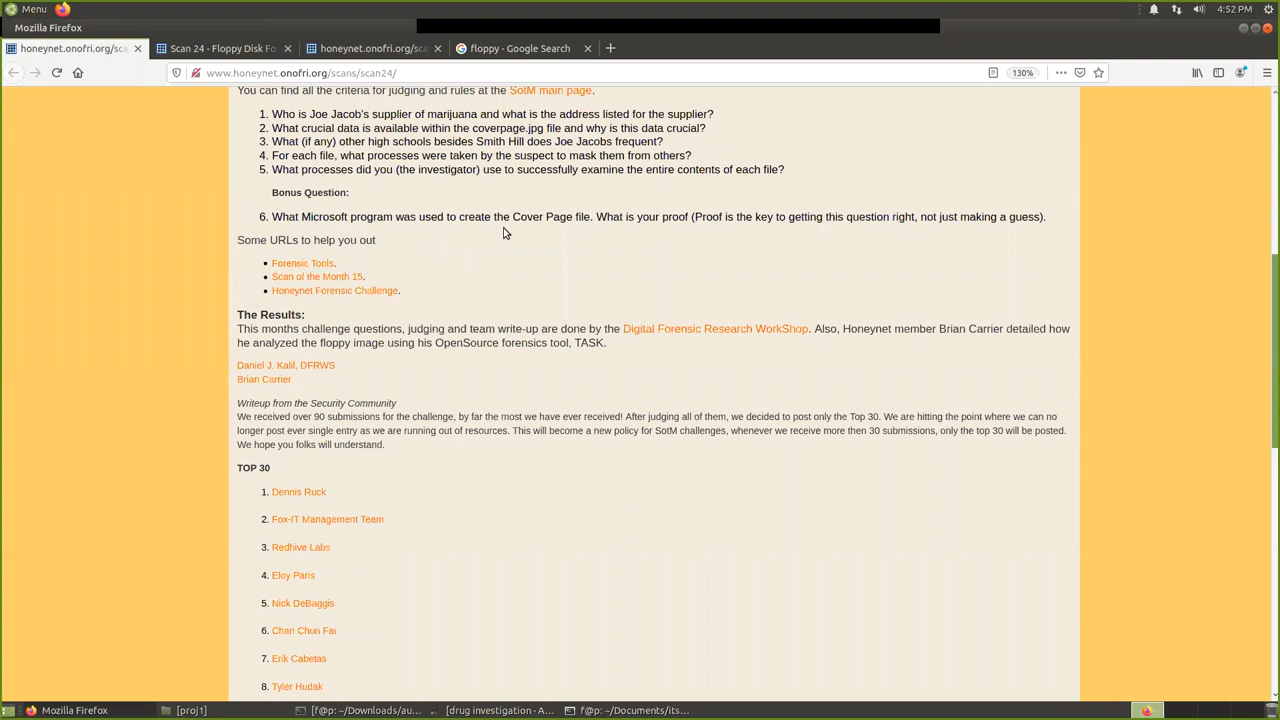 Menu
4:52 PM
Mozilla Firefox
honeynet.onofri.org/sca
Scan 24 - Floppy Disk Fo
honeynet.onofri.org/sca
floppy - Google Search
www.honeynet.onofri.org/scans/scan24/
130%
You can find all the criteria for judging and rules at the SotM main page.
1. Who is Joe Jacob's supplier of marijuana and what is the address listed for the supplier?
2. What crucial data is available within the coverpage.jpg file and why is this data crucial?
3. What (if any) other high schools besides Smith Hill does Joe Jacobs frequent?
4. For each file, what processes were taken by the suspect to mask them from others?
5. What processes did you (the investigator) use to successfully examine the entire contents of each file?
Bonus Question:
6. What Microsoft program was used to create the Cover Page file. What is your proof (Proof is the key to getting this question right, not just making a guess).
Some URLs to help you out
Forensic Tools.
Scan of the Month 15.
Honeynet Forensic Challenge.
The Results:
This months challenge questions, judging and team write-up are done by the Digital Forensic Research WorkShop. Also, Honeynet member Brian Carrier detailed how
he analyzed the floppy image using his OpenSource forensics tool, TASK.
Daniel J. Kalil, DFRWS
Brian Carrier
Writeup from the Security Community
We received over 90 submissions for the challenge, by far the most we have ever received! After judging all of them, we decided to post only the Top 30. We are hitting the point where we can no
longer post ever single entry as we are running out of resources. This will become a new policy for SotM challenges, whenever we receive more then 30 submissions, only the top 30 will be posted.
We hope you folks will understand.
TOP 30
1. Dennis Ruck
2. Fox-IT Management Team
3. Redhive Labs
4. Eloy Paris
5. Nick DeBaggis
6. Chan Chun Fai
7. Erik Cabetas
8. Tyler Hudak
Mozilla Firefox
[proj1]
[f@p: ~/Downloads/au...
[drug investigation - A...
f@p: ~/Documents/its...